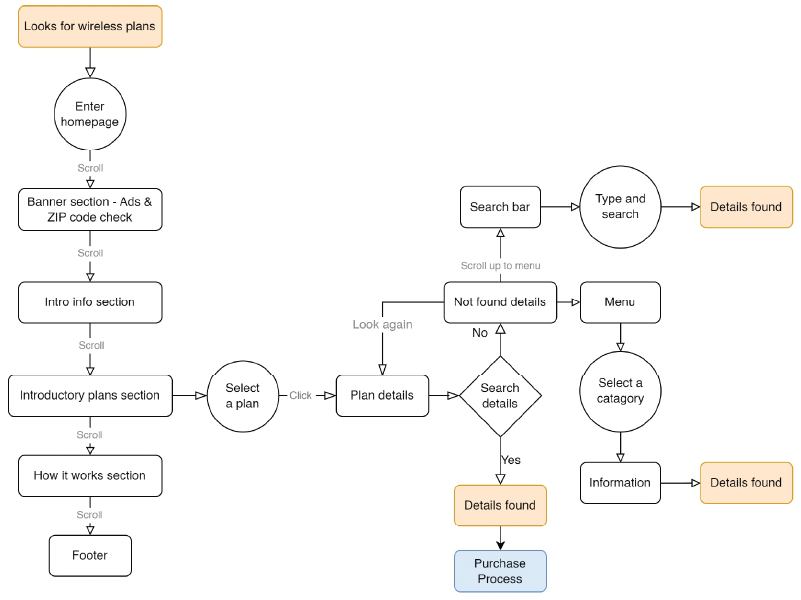 Looks for wireless plans
Enter
homepage
Scroll
Banner section - Ads &
ZIP code check
Scroll
Intro info section
Scroll
Introductory plans section
Scroll
How it works section
Scroll
Footer
Select
a plan
Click
Plan details
Look again
Search
details
No
Yes
Not found details
Scroll up to menu
Search bar
Type and
search
Details found
Menu
Select a
catagory
Information
Details found
Details found
Purchase
Process